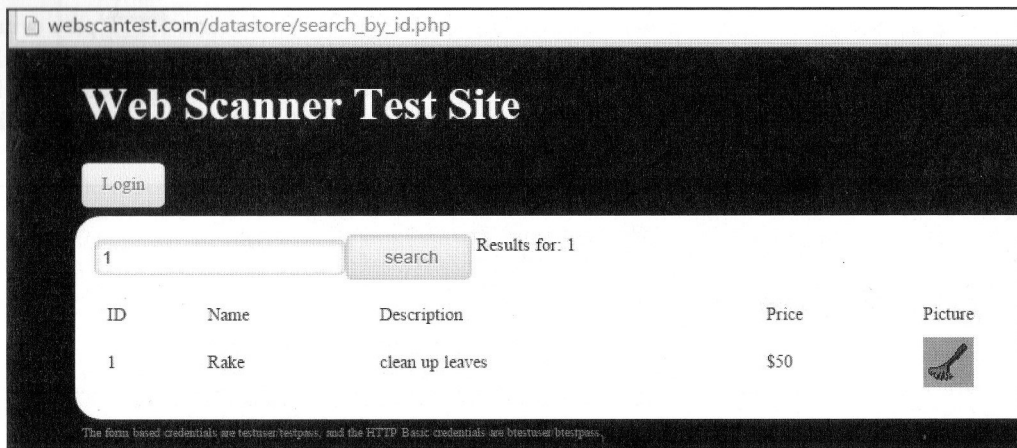 webscantest.com/datastore/search_by_id.php
Web Scanner Test Site
Login
1 search Results for: 1
ID Name Description Price Picture
1 Rake clean up leaves $50
The form based credentials are testuser/testpass, and the HTTP Basic credentials are btestuser/btestpass.